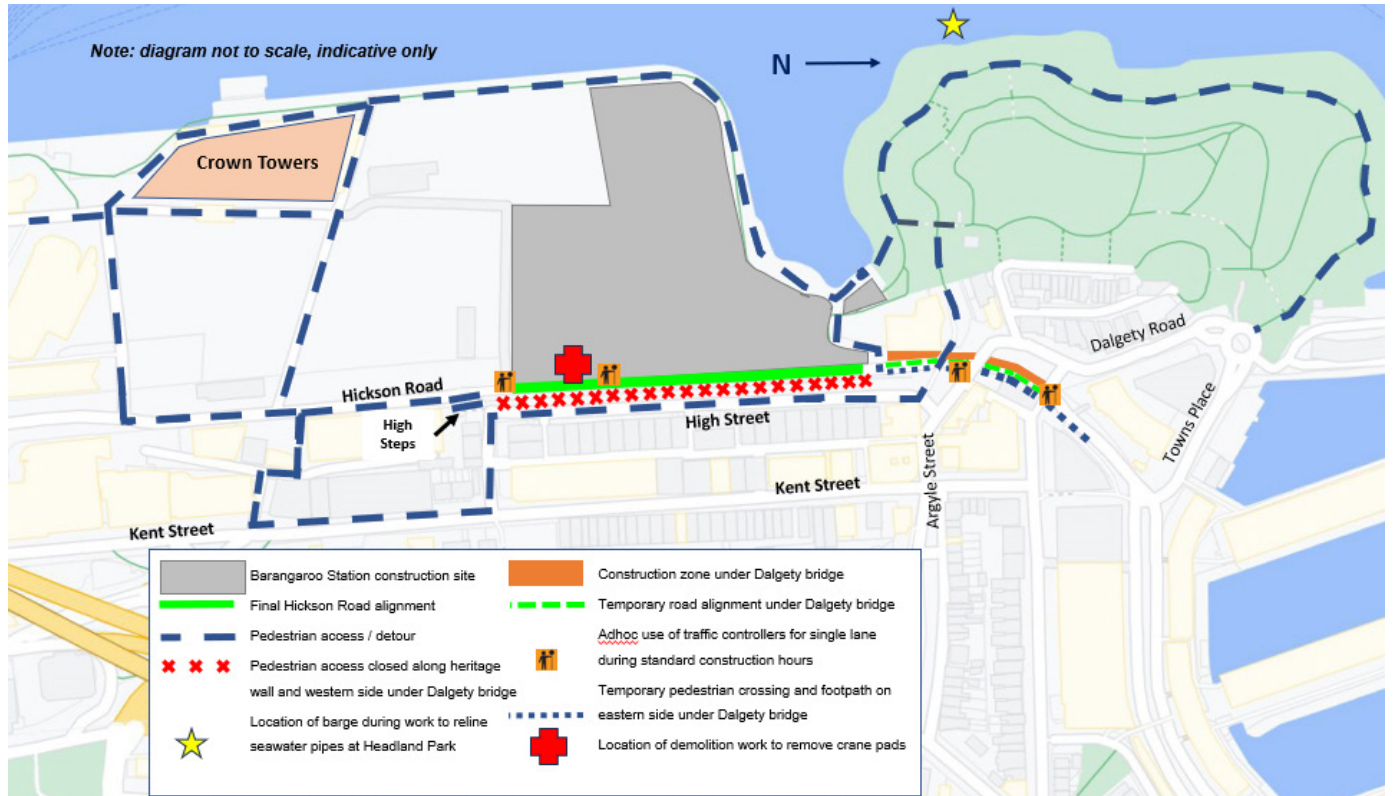 Note: diagram not to scale, indicative only
N
Crown Towers
Dalgety Road
Hickson Road
High
Steps
High Street
Towns Place
Argyle Street
Kent Street
Kent Street
Barangaroo Station construction site
Final Hickson Road alignment
Pedestrian access / detour
Pedestrian access closed along heritage
wall and western side under Dalgety bridge
Location of barge during work to reline
seawater pipes at Headland Park
Construction zone under Dalgety bridge
Temporary road alignment under Dalgety bridge
Adhoc use of traffic controllers for single lane
during standard construction hours
Temporary pedestrian crossing and footpath on
eastern side under Dalgety bridge
Location of demolition work to remove crane pads